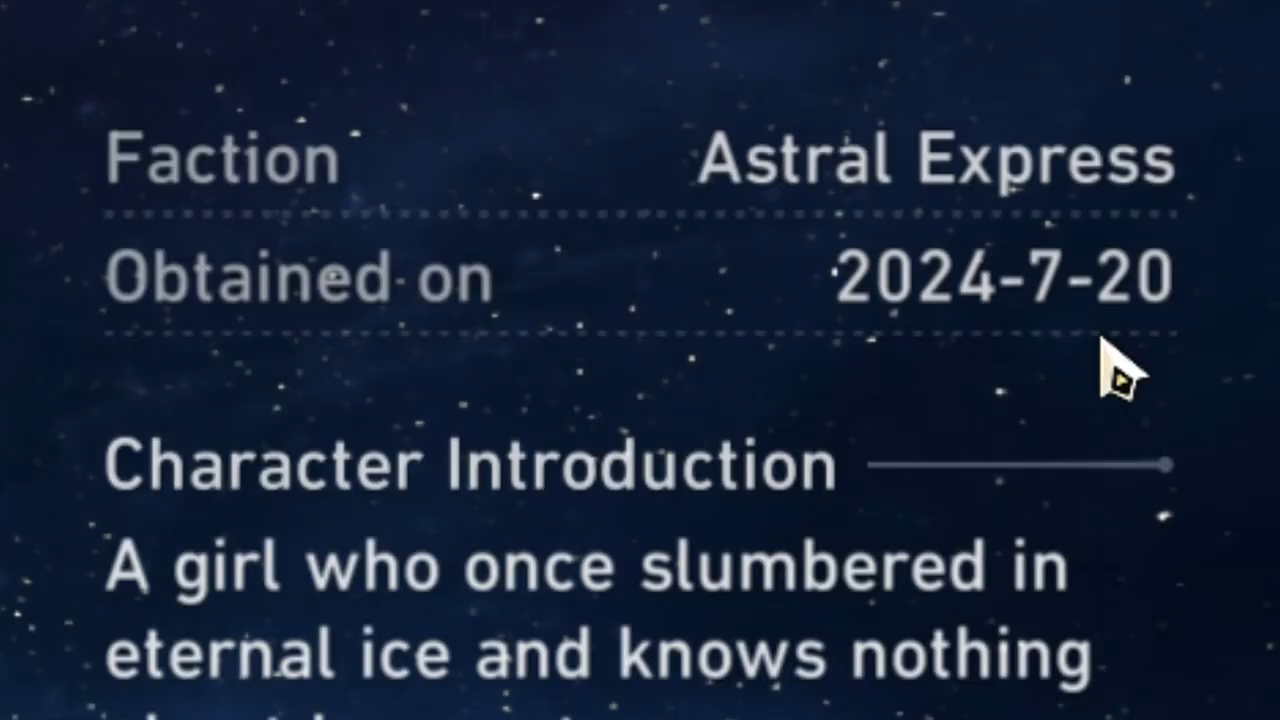 Faction Astral Express
Obtained on 2024-7-20
Character Introduction
A girl who once slumbered in
eternal ice and knows nothing